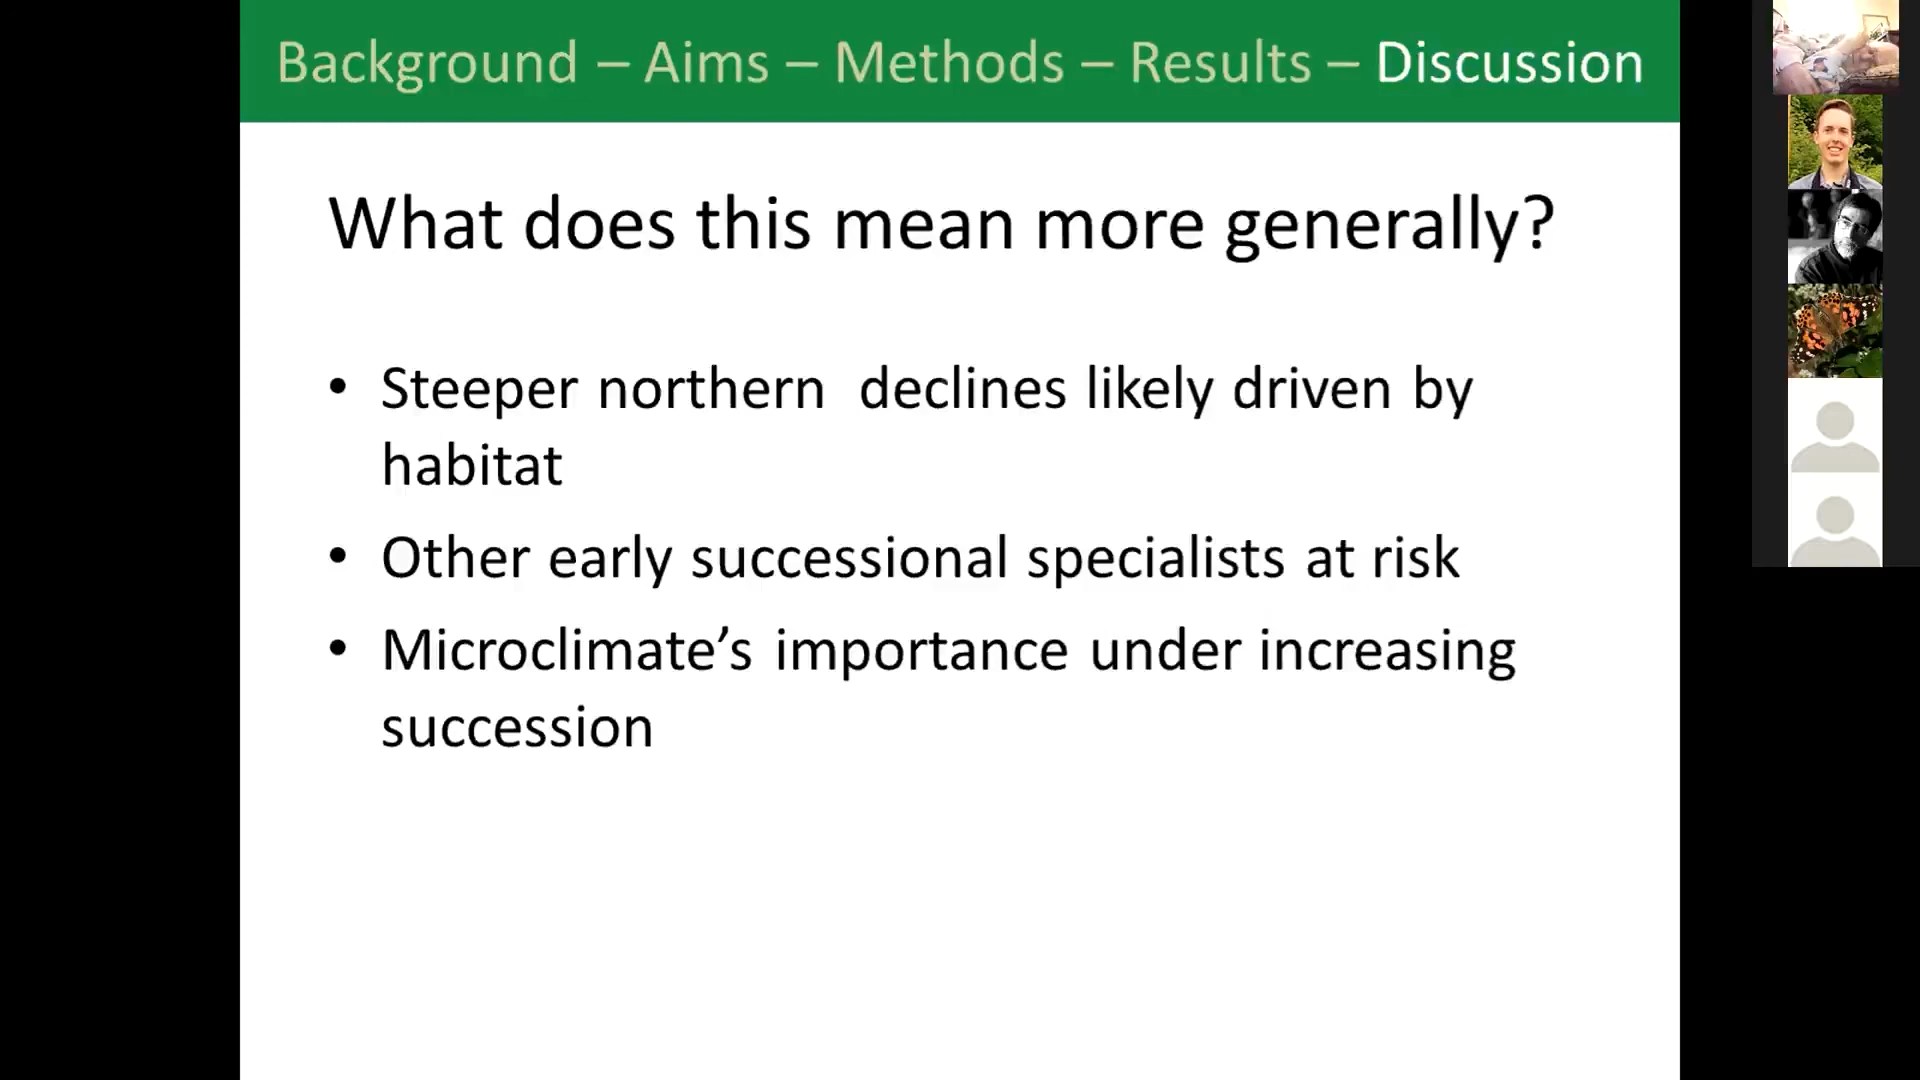 Background – Aims – Methods – Results – Discussion
What does this mean more generally?
• Steeper northern  declines likely driven by
habitat
• Other early successional specialists at risk
• Microclimate’s importance under increasing
succession